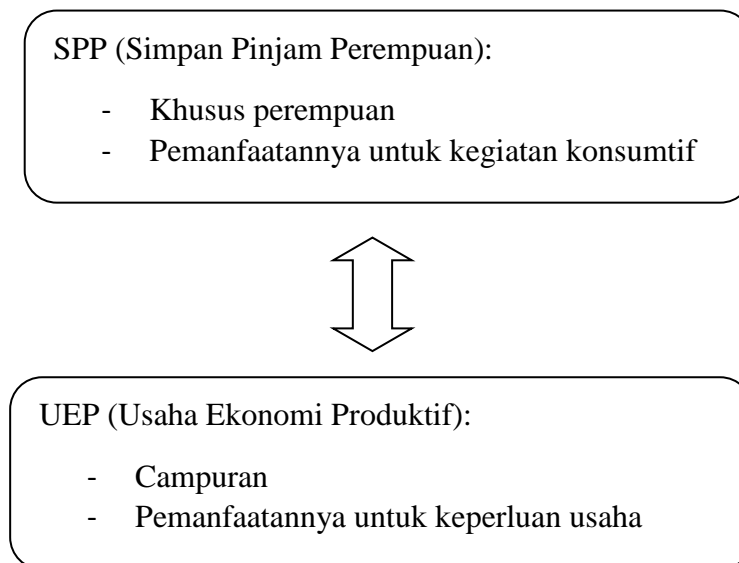 SPP (Simpan Pinjam Perempuan):
- Khusus perempuan
- Pemanfaatannya untuk kegiatan konsumtif
UEP (Usaha Ekonomi Produktif):
- Campuran
- Pemanfaatannya untuk keperluan usaha